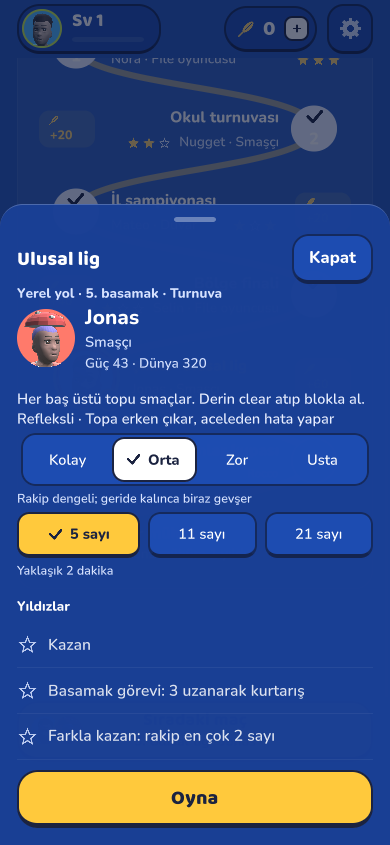 Sv 1
0
+
Nora · File oyuncusu
Okul turnuvası
+20
Nugget · Smaşçı
2
İl şampiyonası
Ulusal lig
Kapat
Yerel yol · 5. basamak · Turnuva
Jonas
Smaşçı
Güç 43 · Dünya 320
Her baş üstü topu smaçlar. Derin clear atıp blokla al.
Refleksli · Topa erken çıkar, aceleden hata yapar
Kolay
Orta
Zor
Usta
Rakip dengeli; geride kalınca biraz gevşer
5 sayı
11 sayı
21 sayı
Yaklaşık 2 dakika
Yıldızlar
Kazan
Basamak görevi: 3 uzanarak kurtarış
Farkla kazan: rakip en çok 2 sayı
Oyna